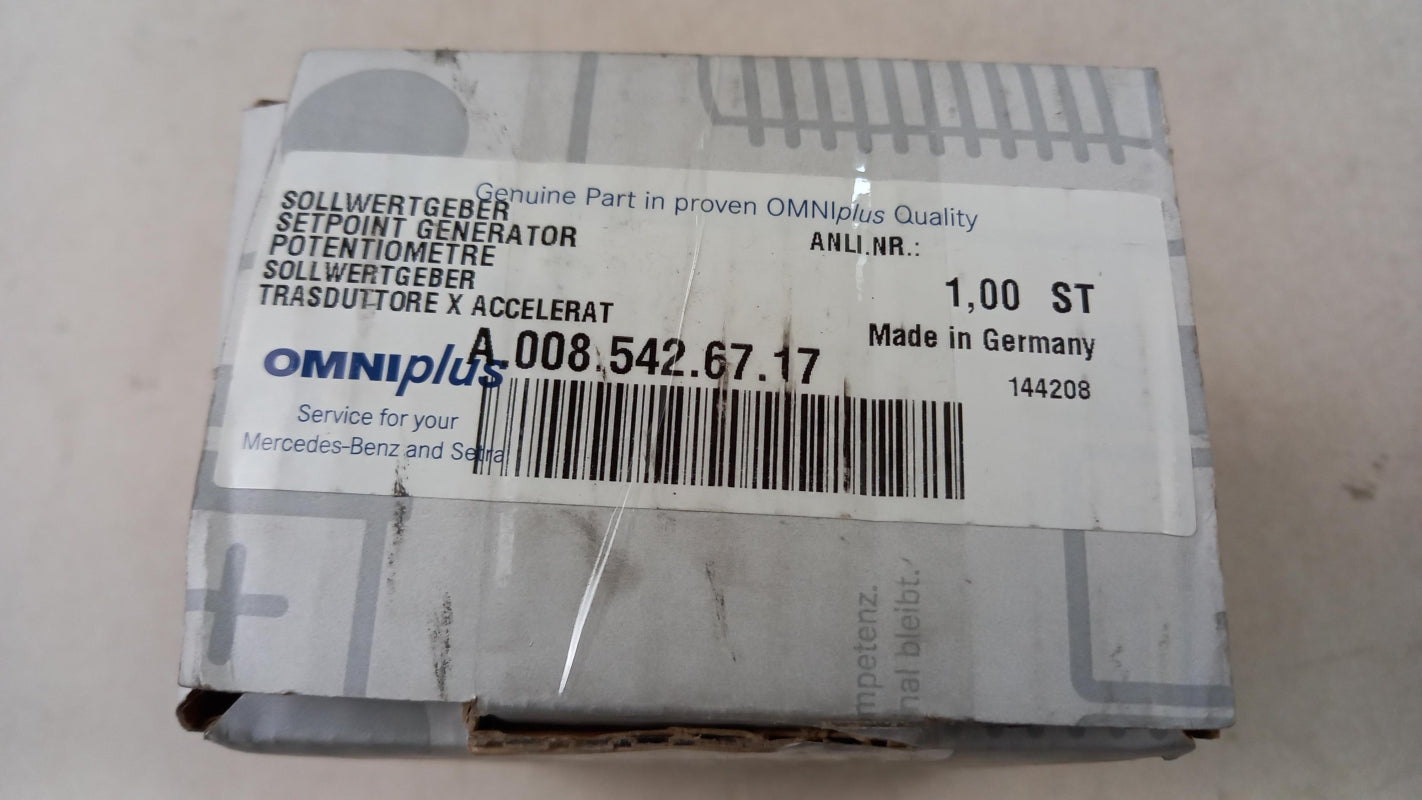 Genuine Part in proven OMNIplus Quality
SOLLWERTGEBER
SETPOINT GENERATOR
POTENTIOMETRE
SOLLWERTGEBER
TRASDUTTORE X ACCELERAT
ANLI.NR.:
1,00 ST
Made in Germany
144208
A 008.542.67.17
OMNIplus
Service for your
Mercedes-Benz and Setra
mpetenz.
nal bleibt.